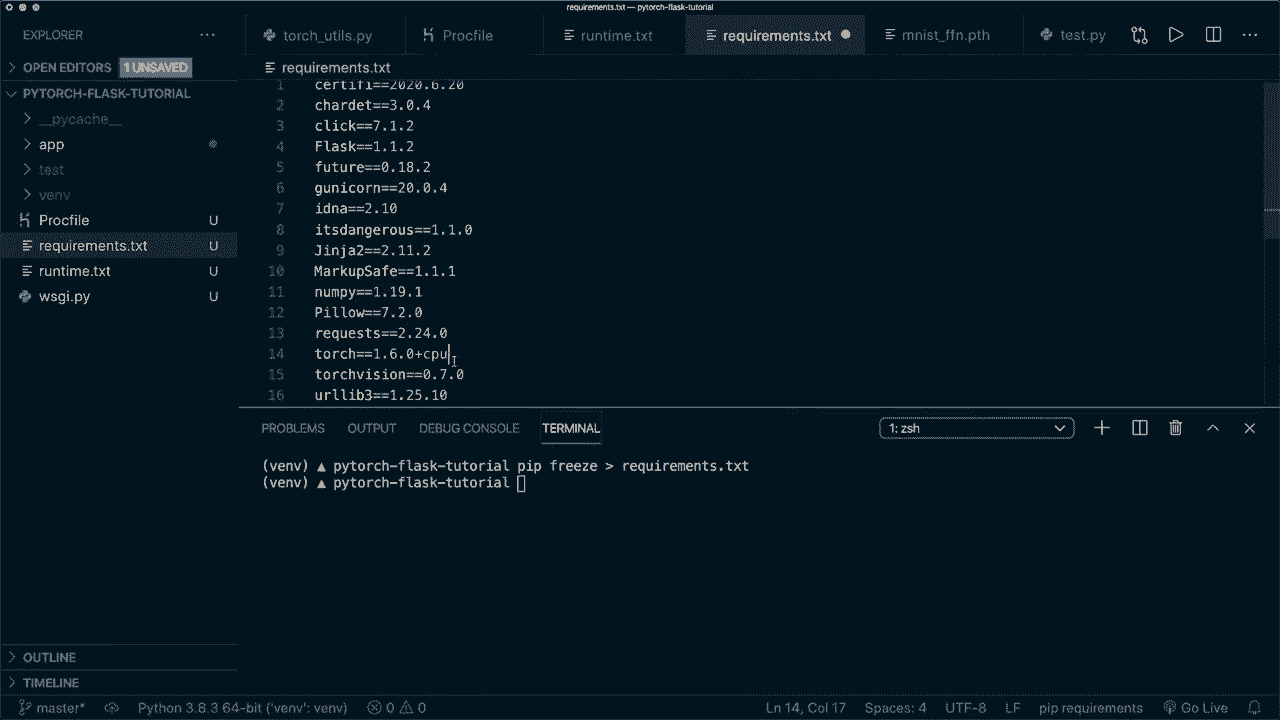 requirements.txt — pytorch-flask-tutorial
EXPLORER
torch_utils.py
Procfile
runtime.txt
requirements.txt
mnist_ffn.pth
test.py
OPEN EDITORS 1 UNSAVED
requirements.txt
PYTORCH-FLASK-TUTORIAL
__pycache__
app
test
venv
Procfile U
requirements.txt U
runtime.txt U
wsgi.py U
1 certifi==2020.6.20
2 chardet==3.0.4
3 click==7.1.2
4 Flask==1.1.2
5 future==0.18.2
6 gunicorn==20.0.4
7 idna==2.10
8 itsdangerous==1.1.0
9 Jinja2==2.11.2
10 MarkupSafe==1.1.1
11 numpy==1.19.1
12 Pillow==7.2.0
13 requests==2.24.0
14 torch==1.6.0+cpu
15 torchvision==0.7.0
16 urllib3==1.25.10
PROBLEMS OUTPUT DEBUG CONSOLE TERMINAL 1: zsh
(venv) ▲ pytorch-flask-tutorial pip freeze > requirements.txt
(venv) ▲ pytorch-flask-tutorial
OUTLINE
TIMELINE
master* Python 3.8.3 64-bit ('venv': venv) 0 0 Ln 14, Col 17 Spaces: 4 UTF-8 LF pip requirements Go Live